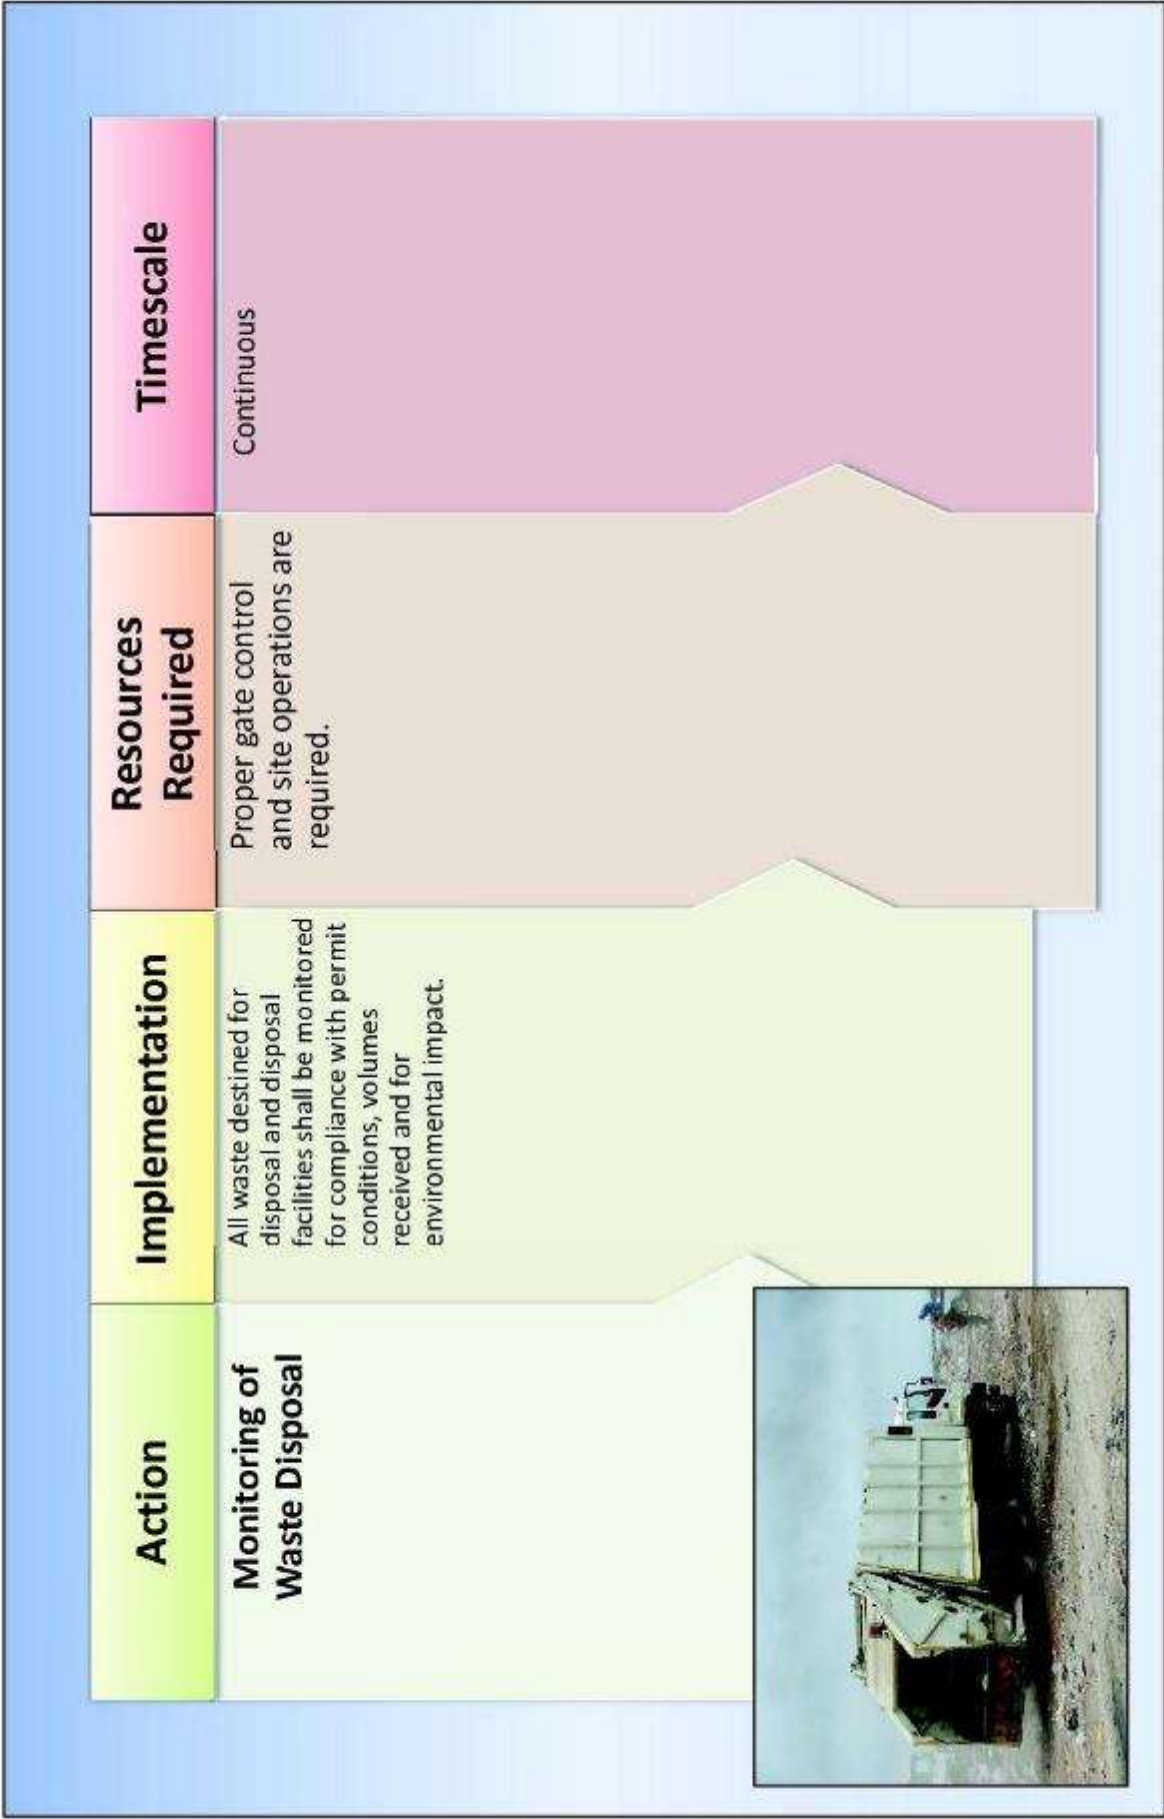 Action
Monitoring of
Waste Disposal
Implementation
All waste destined for
disposal and disposal
facilities shall be monitored
for compliance with permit
conditions, volumes
received and for
environmental impact.
Resources
Required
Proper gate control
and site operations are
required.
Timescale
Continuous